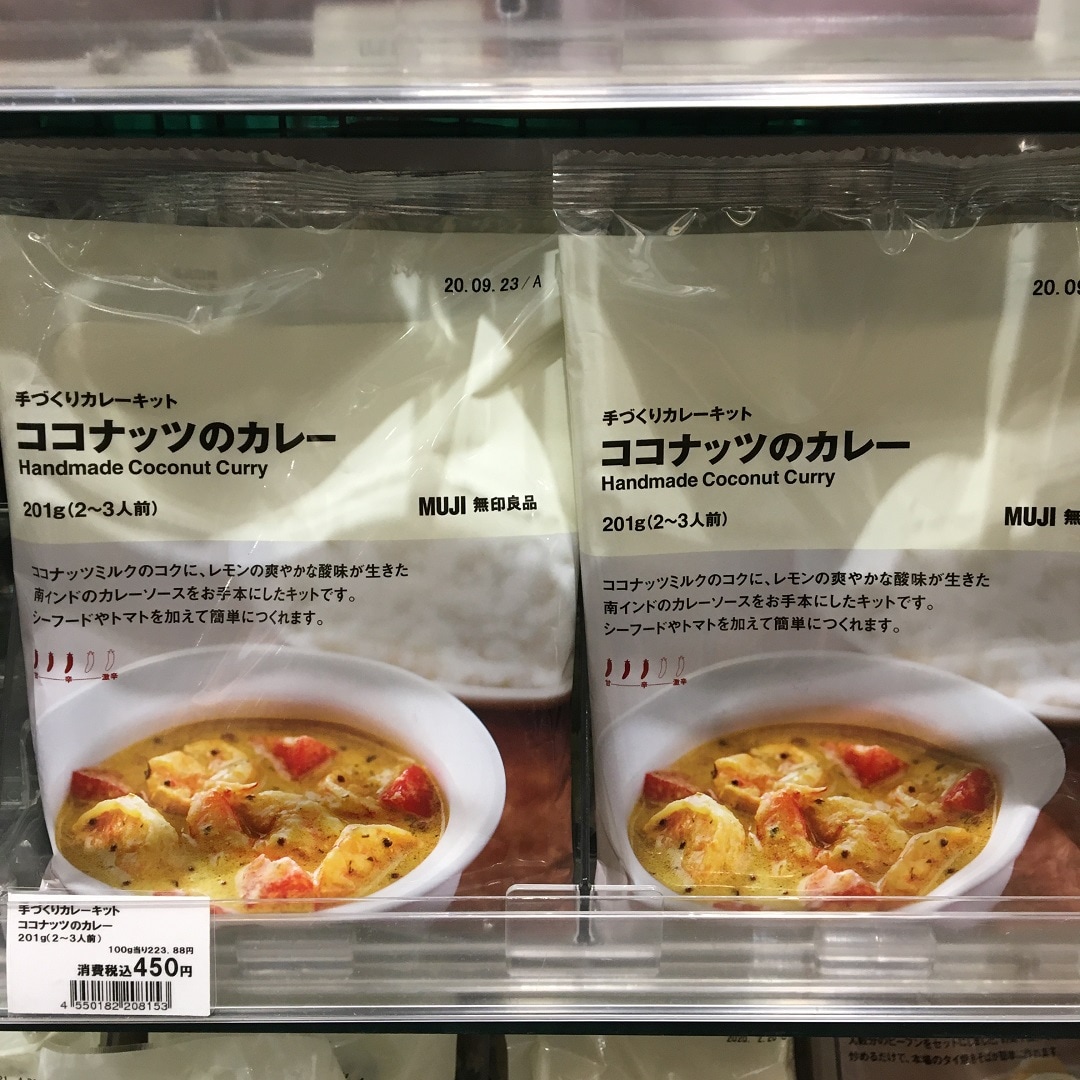 20.09.23/A
手づくりカレーキット
ココナッツのカレー
Handmade Coconut Curry
201g(2~3人前)
MUJI 無印良品
ココナッツミルクのコクに、レモンの爽やかな酸味が生きた
南インドのカレーソースをお手本にしたキットです。
シーフードやトマトを加えて簡単につくれます。
辛 激辛
20.09
手づくりカレーキット
ココナッツのカレー
Handmade Coconut Curry
201g(2~3人前)
MUJI 無
ココナッツミルクのコクに、レモンの爽やかな酸味が生きた
南インドのカレーソースをお手本にしたキットです。
シーフードやトマトを加えて簡単につくれます。
甘 辛 激辛
手づくりカレーキット
ココナッツのカレー
201g(2~3人前)
100g当り223.88円
消費税込450円
4 550182 208153